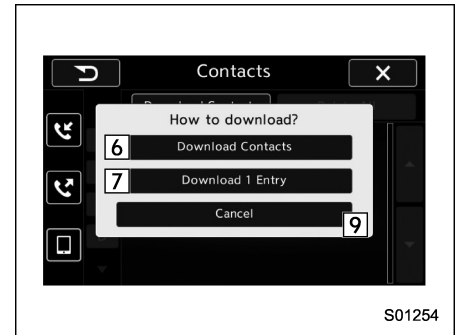 Contacts
How to download?
6 Download Contacts
7 Download 1 Entry
Cancel
9
S01254